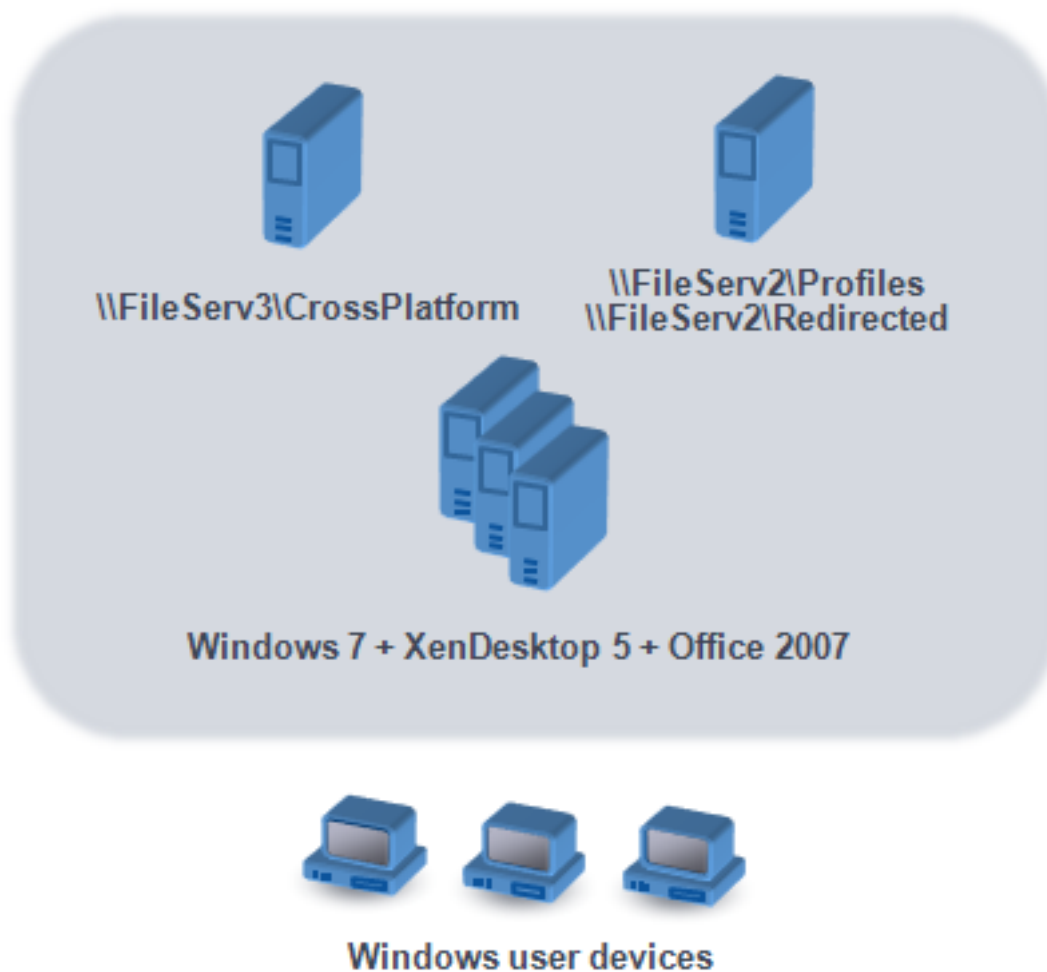 \\FileServ3\CrossPlatform
\\FileServ2\Profiles
\\FileServ2\Redirected
Windows 7 + XenDesktop 5 + Office 2007
Windows user devices